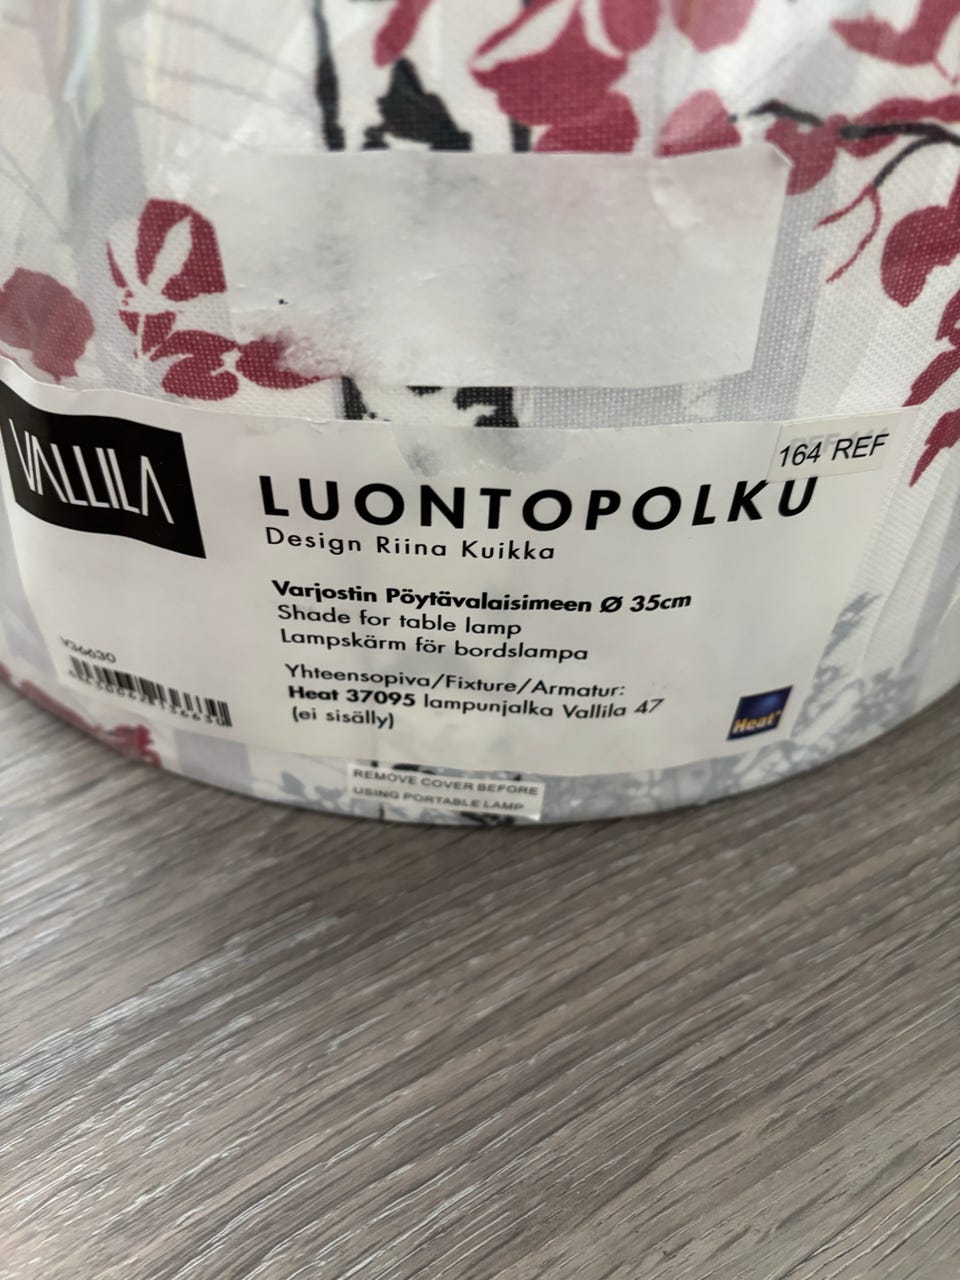 VALLILA
164 REF
LUONTOPOLKU
Design Riina Kuikka
Varjostin Pöytävalaisimeen Ø 35cm
Shade for table lamp
Lampskärm för bordslampa
V36630
Yhteensopiva/Fixture/Armatur:
Heat 37095 lampunjalka Vallila 47
(ei sisälly)
Heat
REMOVE COVER BEFORE
USING PORTABLE LAMP